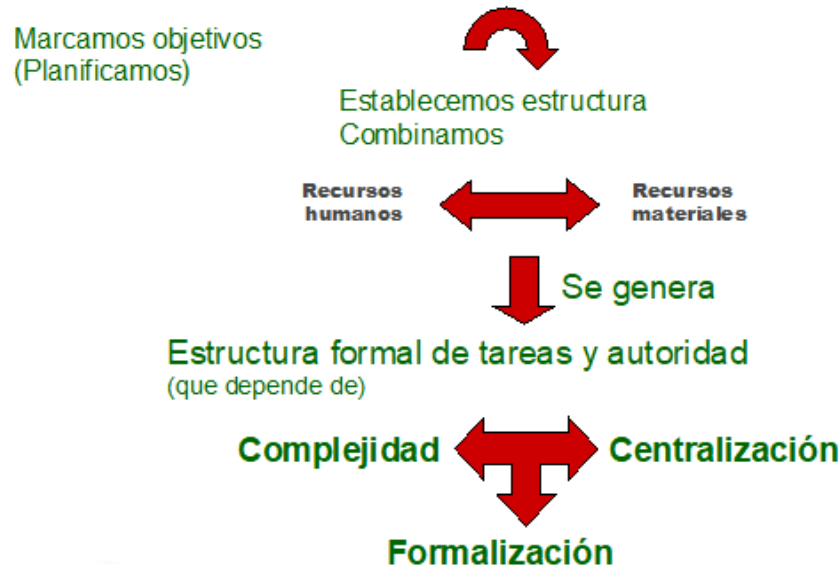 Marcamos objetivos
(Planificamos)
Establecemos estructura
Combinamos
Recursos
humanos
Recursos
materiales
Se genera
Estructura formal de tareas y autoridad
(que depende de)
Complejidad
Centralización
Formalización